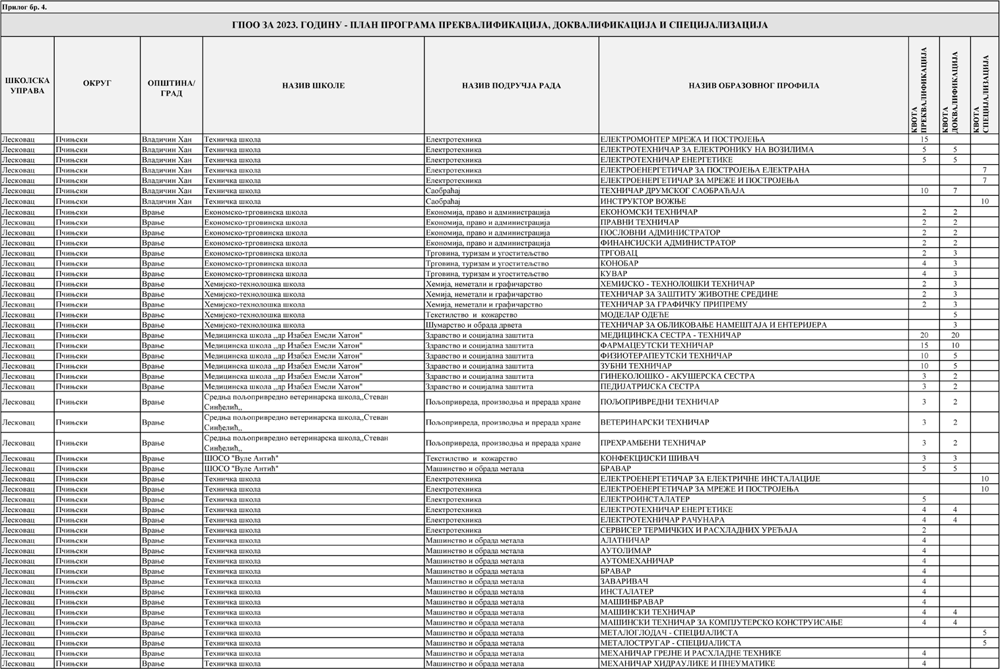 Прилог бр. 4.
ГПОО ЗА 2023. ГОДИНУ - ПЛАН ПРОГРАМА ПРЕКВАЛИФИКАЦИЈА, ДОКВАЛИФИКАЦИЈА И СПЕЦИЈАЛИЗАЦИЈА
ШКОЛСКА УПРАВА ОКРУГ ОПШТИНА/ ГРАД НАЗИВ ШКОЛЕ НАЗИВ ПОДРУЧЈА РАДА НАЗИВ ОБРАЗОВНОГ ПРОФИЛА КВОТА ПРЕКВАЛИФИКАЦИЈА КВОТА ДОКВАЛИФИКАЦИЈА КВОТА СПЕЦИЈАЛИЗАЦИЈА
Лесковац Пчињски Владичин Хан Техничка школа Електротехника ЕЛЕКТРОМОНТЕР МРЕЖА И ПОСТРОЈЕЊА 15
Лесковац Пчињски Владичин Хан Техничка школа Електротехника ЕЛЕКТРОТЕХНИЧАР ЗА ЕЛЕКТРОНИКУ НА ВОЗИЛИМА 5 5
Лесковац Пчињски Владичин Хан Техничка школа Електротехника ЕЛЕКТРОТЕХНИЧАР ЕНЕРГЕТИКЕ 5 5
Лесковац Пчињски Владичин Хан Техничка школа Електротехника ЕЛЕКТРОЕНЕРГЕТИЧАР ЗА ПОСТРОЈЕЊА ЕЛЕКТРАНА 7
Лесковац Пчињски Владичин Хан Техничка школа Електротехника ЕЛЕКТРОЕНЕРГЕТИЧАР ЗА МРЕЖЕ И ПОСТРОЈЕЊА 7
Лесковац Пчињски Владичин Хан Техничка школа Саобраћај ТЕХНИЧАР ДРУМСКОГ САОБРАЋАЈА 10 7
Лесковац Пчињски Владичин Хан Техничка школа Саобраћај ИНСТРУКТОР ВОЖЊЕ 10
Лесковац Пчињски Врање Економско-трговинска школа Економија, право и администрација ЕКОНОМСКИ ТЕХНИЧАР 2 2
Лесковац Пчињски Врање Економско-трговинска школа Економија, право и администрација ПРАВНИ ТЕХНИЧАР 2 2
Лесковац Пчињски Врање Економско-трговинска школа Економија, право и администрација ПОСЛОВНИ АДМИНИСТРАТОР 2 2
Лесковац Пчињски Врање Економско-трговинска школа Економија, право и администрација ФИНАНСИЈСКИ АДМИНИСТРАТОР 2 2
Лесковац Пчињски Врање Економско-трговинска школа Трговина, туризам и угоститељство ТРГОВАЦ 2 3
Лесковац Пчињски Врање Економско-трговинска школа Трговина, туризам и угоститељство КОНОБАР 4 3
Лесковац Пчињски Врање Економско-трговинска школа Трговина, туризам и угоститељство КУВАР 4 3
Лесковац Пчињски Врање Хемијско-технолошка школа Хемија, неметали и графичарство ХЕМИЈСКО - ТЕХНОЛОШКИ ТЕХНИЧАР 2 3
Лесковац Пчињски Врање Хемијско-технолошка школа Хемија, неметали и графичарство ТЕХНИЧАР ЗА ЗАШТИТУ ЖИВОТНЕ СРЕДИНЕ 2 3
Лесковац Пчињски Врање Хемијско-технолошка школа Хемија, неметали и графичарство ТЕХНИЧАР ЗА ГРАФИЧКУ ПРИПРЕМУ 2 3
Лесковац Пчињски Врање Хемијско-технолошка школа Текстилство и кожарство МОДЕЛАР ОДЕЋЕ 5
Лесковац Пчињски Врање Хемијско-технолошка школа Шумарство и обрада дрвета ТЕХНИЧАР ЗА ОБЛИКОВАЊЕ НАМЕШТАЈА И ЕНТЕРИЈЕРА 3
Лесковац Пчињски Врање Медицинска школа ,,др Изабел Емсли Хатон" Здравство и социјална заштита МЕДИЦИНСКА СЕСТРА - ТЕХНИЧАР 20 20
Лесковац Пчињски Врање Медицинска школа ,,др Изабел Емсли Хатон" Здравство и социјална заштита ФАРМАЦЕУТСКИ ТЕХНИЧАР 15 10
Лесковац Пчињски Врање Медицинска школа ,,др Изабел Емсли Хатон" Здравство и социјална заштита ФИЗИОТЕРАПЕУТСКИ ТЕХНИЧАР 10 5
Лесковац Пчињски Врање Медицинска школа ,,др Изабел Емсли Хатон" Здравство и социјална заштита ЗУБНИ ТЕХНИЧАР 10 5
Лесковац Пчињски Врање Медицинска школа ,,др Изабел Емсли Хатон" Здравство и социјална заштита ГИНЕКОЛОШКО - АКУШЕРСКА СЕСТРА 3 2
Лесковац Пчињски Врање Медицинска школа ,,др Изабел Емсли Хатон" Здравство и социјална заштита ПЕДИЈАТРИЈСКА СЕСТРА 3 2
Лесковац Пчињски Врање Средња пољопривредно ветеринарска школа,,Стеван Синђелић,, Пољопривреда, производња и прерада хране ПОЉОПРИВРЕДНИ ТЕХНИЧАР 3 2
Лесковац Пчињски Врање Средња пољопривредно ветеринарска школа,,Стеван Синђелић,, Пољопривреда, производња и прерада хране ВЕТЕРИНАРСКИ ТЕХНИЧАР 3 2
Лесковац Пчињски Врање Средња пољопривредно ветеринарска школа,,Стеван Синђелић,, Пољопривреда, производња и прерада хране ПРЕХРАМБЕНИ ТЕХНИЧАР 3 2
Лесковац Пчињски Врање ШОСО "Вуле Антић" Текстилство и кожарство КОНФЕКЦИЈСКИ ШИВАЧ 3 3
Лесковац Пчињски Врање ШОСО "Вуле Антић" Машинство и обрада метала БРАВАР 5 5
Лесковац Пчињски Врање Техничка школа Електротехника ЕЛЕКТРОЕНЕРГЕТИЧАР ЗА ЕЛЕКТРИЧНЕ ИНСТАЛАЦИЈЕ 10
Лесковац Пчињски Врање Техничка школа Електротехника ЕЛЕКТРОЕНЕРГЕТИЧАР ЗА МРЕЖЕ И ПОСТРОЈЕЊА 10
Лесковац Пчињски Врање Техничка школа Електротехника ЕЛЕКТРОИНСТАЛАТЕР 5
Лесковац Пчињски Врање Техничка школа Електротехника ЕЛЕКТРОТЕХНИЧАР ЕНЕРГЕТИКЕ 4 4
Лесковац Пчињски Врање Техничка школа Електротехника ЕЛЕКТРОТЕХНИЧАР РАЧУНАРА 4 4
Лесковац Пчињски Врање Техничка школа Електротехника СЕРВИСЕР ТЕРМИЧКИХ И РАСХЛАДНИХ УРЕЂАЈА 2
Лесковац Пчињски Врање Техничка школа Машинство и обрада метала АЛАТНИЧАР 4
Лесковац Пчињски Врање Техничка школа Машинство и обрада метала АУТОЛИМАР 4
Лесковац Пчињски Врање Техничка школа Машинство и обрада метала АУТОМЕХАНИЧАР 4
Лесковац Пчињски Врање Техничка школа Машинство и обрада метала БРАВАР 4
Лесковац Пчињски Врање Техничка школа Машинство и обрада метала ЗАВАРИВАЧ 4
Лесковац Пчињски Врање Техничка школа Машинство и обрада метала ИНСТАЛАТЕР 4
Лесковац Пчињски Врање Техничка школа Машинство и обрада метала МАШИНБРАВАР 4
Лесковац Пчињски Врање Техничка школа Машинство и обрада метала МАШИНСКИ ТЕХНИЧАР 4 4
Лесковац Пчињски Врање Техничка школа Машинство и обрада метала МАШИНСКИ ТЕХНИЧАР ЗА КОМПЈУТЕРСКО КОНСТРУИСАЊЕ 4 4
Лесковац Пчињски Врање Техничка школа Машинство и обрада метала МЕТАЛОГЛОДАЧ - СПЕЦИЈАЛИСТА 5
Лесковац Пчињски Врање Техничка школа Машинство и обрада метала МЕТАЛОСТРУГАР - СПЕЦИЈАЛИСТА 5
Лесковац Пчињски Врање Техничка школа Машинство и обрада метала МЕХАНИЧАР ГРЕЈНЕ И РАСХЛАДНЕ ТЕХНИКЕ 4
Лесковац Пчињски Врање Техничка школа Машинство и обрада метала МЕХАНИЧАР ХИДРАУЛИКЕ И ПНЕУМАТИКЕ 4